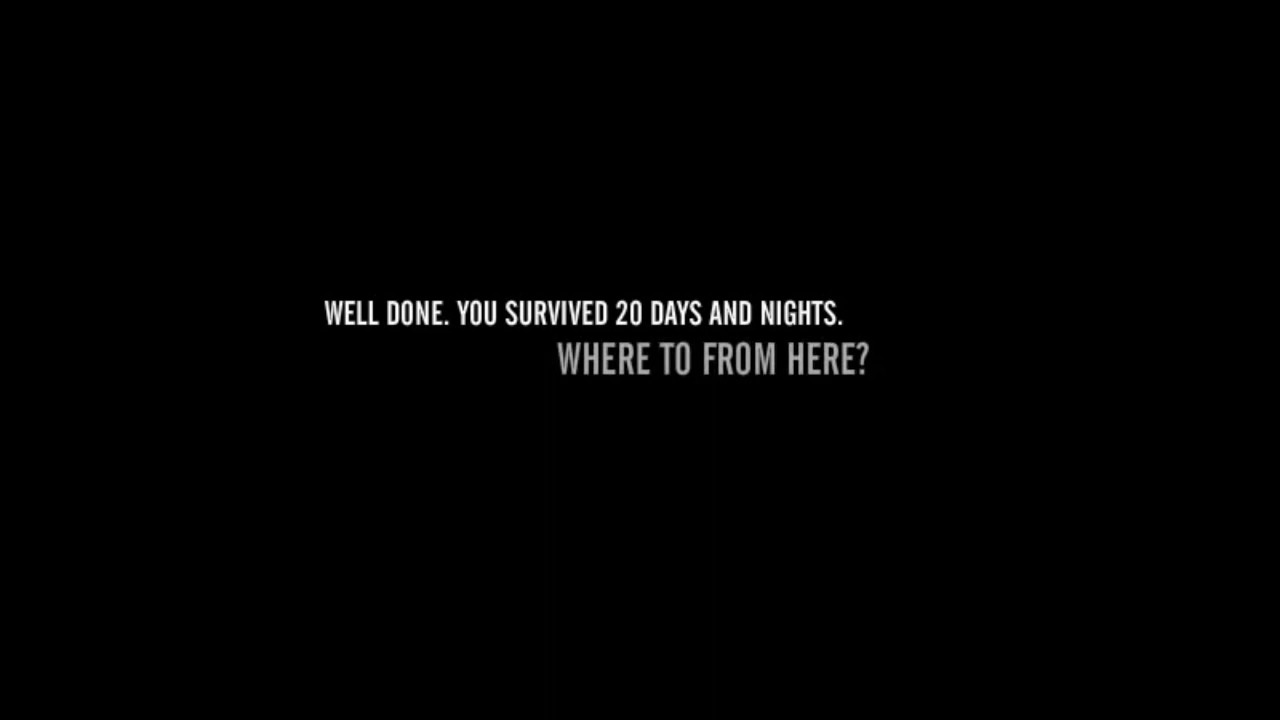 WELL DONE. YOU SURVIVED 20 DAYS AND NIGHTS.
WHERE TO FROM HERE?